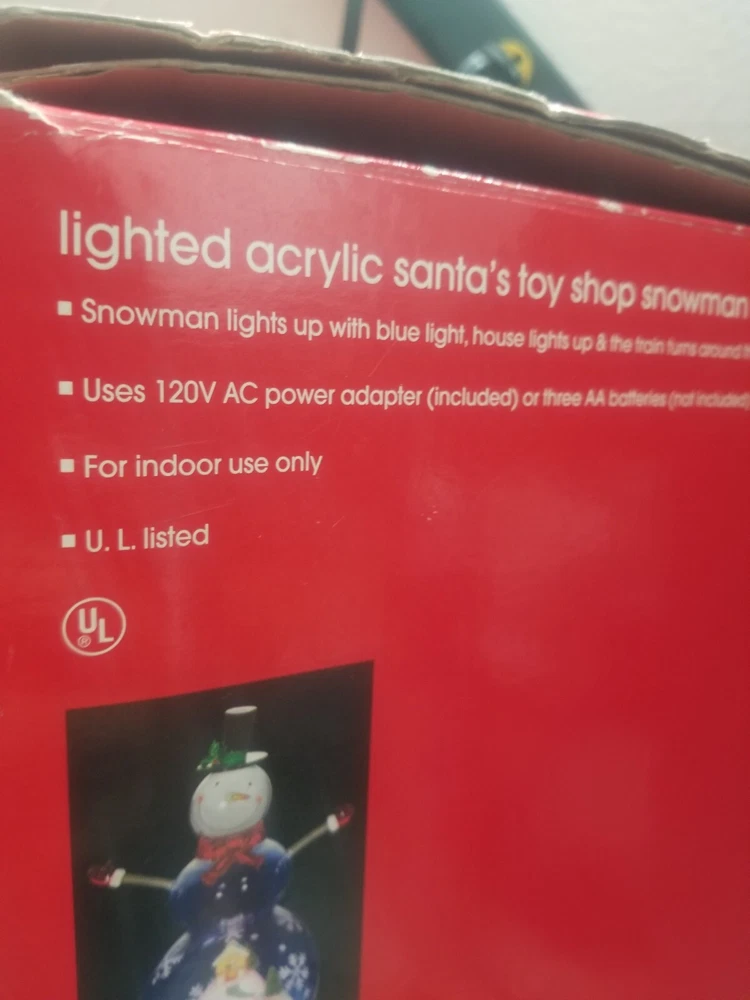 lighted acrylic santa's toy shop snowman
▪ Snowman lights up with blue light, house lights up & the train turns around
▪ Uses 120V AC power adapter (included) or three AA batteries (not included)
▪ For indoor use only
▪ U. L. listed
UL ®